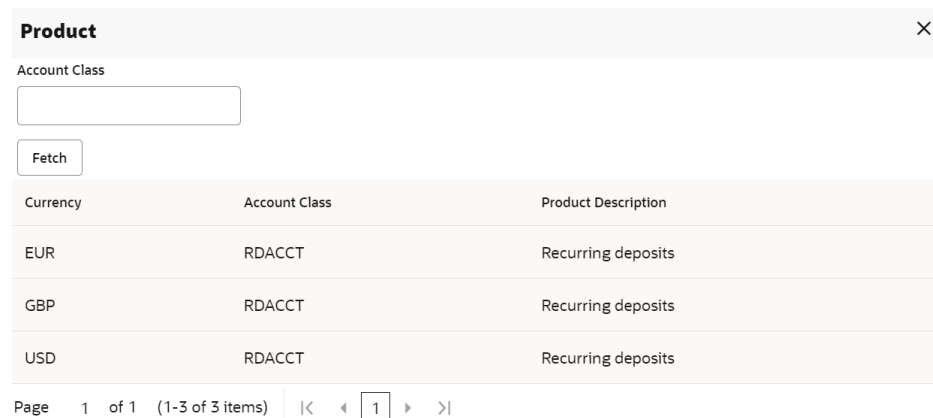 Product
Account Class
Fetch
Currency Account Class Product Description
EUR RDACCT Recurring deposits
GBP RDACCT Recurring deposits
USD RDACCT Recurring deposits
Page 1 of 1 (1-3 of 3 items) 1